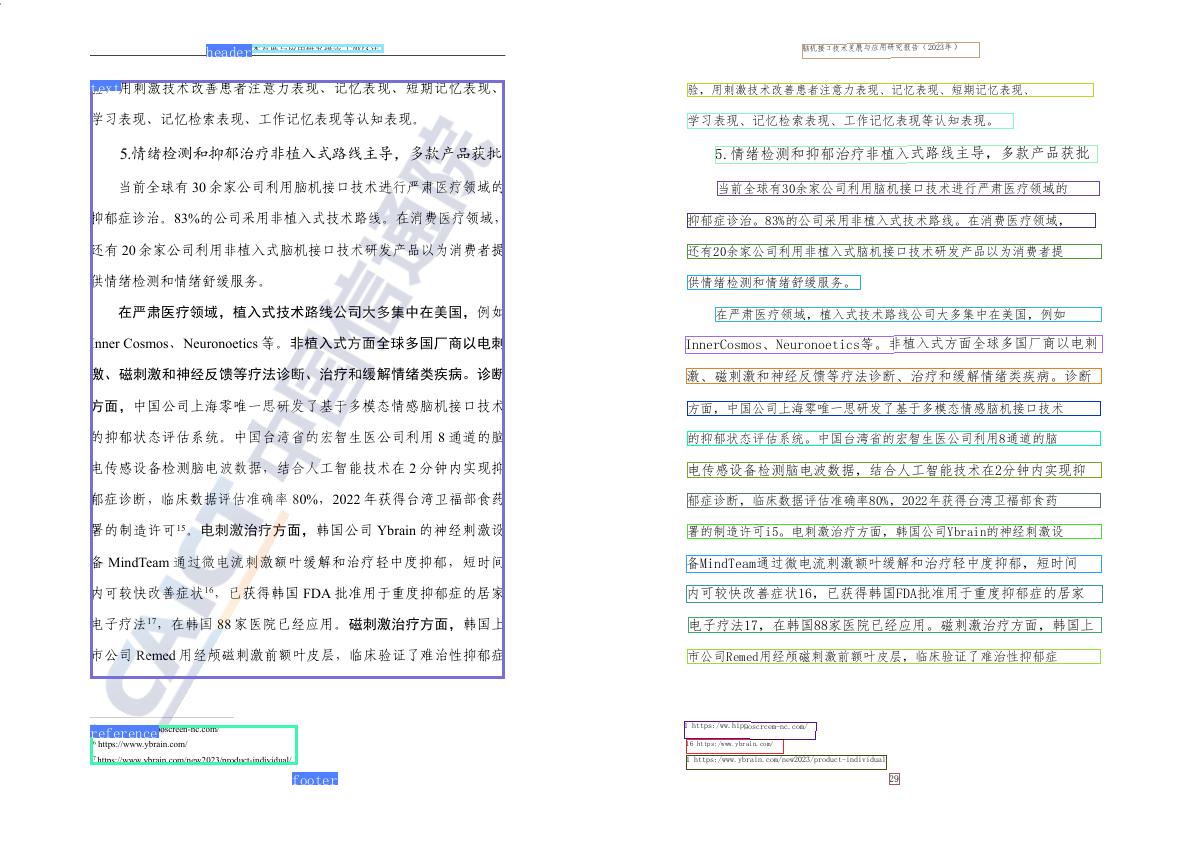 header
text
用刺激技术改善患者注意力表现、记忆表现、短期记忆表现、
学习表现、记忆检索表现、工作记忆表现等认知表现。
5.情绪检测和抑郁治疗非植入式路线主导，多款产品获批
当前全球有 30 余家公司利用脑机接口技术进行严肃医疗领域的
抑郁症诊治。83%的公司采用非植入式技术路线。在消费医疗领域，
还有 20 余家公司利用非植入式脑机接口技术研发产品以为消费者提
供情绪检测和情绪舒缓服务。
在严肃医疗领域，植入式技术路线公司大多集中在美国，例如
Inner Cosmos、Neuronoetics 等。非植入式方面全球多国厂商以电刺
激、磁刺激和神经反馈等疗法诊断、治疗和缓解情绪类疾病。诊断
方面，中国公司上海零唯一思研发了基于多模态情感脑机接口技术
的抑郁状态评估系统。中国台湾省的宏智生医公司利用 8 通道的脑
电传感设备检测脑电波数据，结合人工智能技术在 2 分钟内实现抑
郁症诊断，临床数据评估准确率 80%，2022 年获得台湾卫福部食药
署的制造许可15。电刺激治疗方面，韩国公司 Ybrain 的神经刺激设
备 MindTeam 通过微电流刺激额叶缓解和治疗轻中度抑郁，短时间
内可较快改善症状16，已获得韩国 FDA 批准用于重度抑郁症的居家
电子疗法17，在韩国 88 家医院已经应用。磁刺激治疗方面，韩国上
市公司 Remed 用经颅磁刺激前额叶皮层，临床验证了难治性抑郁症
CAICT 中国信通院
reference
oscreen-nc.com/
https://www.ybrain.com/
https://www.ybrain.com/new2023/product-individual/
footer
脑机接口技术发展与应用研究报告（2023年）
验，用刺激技术改善患者注意力表现、记忆表现、短期记忆表现、
学习表现、记忆检索表现、工作记忆表现等认知表现。
5.情绪检测和抑郁治疗非植入式路线主导，多款产品获批
当前全球有30余家公司利用脑机接口技术进行严肃医疗领域的
抑郁症诊治。83%的公司采用非植入式技术路线。在消费医疗领域，
还有20余家公司利用非植入式脑机接口技术研发产品以为消费者提
供情绪检测和情绪舒缓服务。
在严肃医疗领域，植入式技术路线公司大多集中在美国，例如
InnerCosmos、Neuronoetics等。非植入式方面全球多国厂商以电刺
激、磁刺激和神经反馈等疗法诊断、治疗和缓解情绪类疾病。诊断
方面，中国公司上海零唯一思研发了基于多模态情感脑机接口技术
的抑郁状态评估系统。中国台湾省的宏智生医公司利用8通道的脑
电传感设备检测脑电波数据，结合人工智能技术在2分钟内实现抑
郁症诊断，临床数据评估准确率80%，2022年获得台湾卫福部食药
署的制造许可i5。电刺激治疗方面，韩国公司Ybrain的神经刺激设
备MindTeam通过微电流刺激额叶缓解和治疗轻中度抑郁，短时间
内可较快改善症状16，已获得韩国FDA批准用于重度抑郁症的居家
电子疗法17，在韩国88家医院已经应用。磁刺激治疗方面，韩国上
市公司Remed用经颅磁刺激前额叶皮层，临床验证了难治性抑郁症
1 https:/ww.hipposcrcem-nc.com/
16 https:/www.ybrain.com/
1 https://www.ybrain.com/new2023/product-individual
29